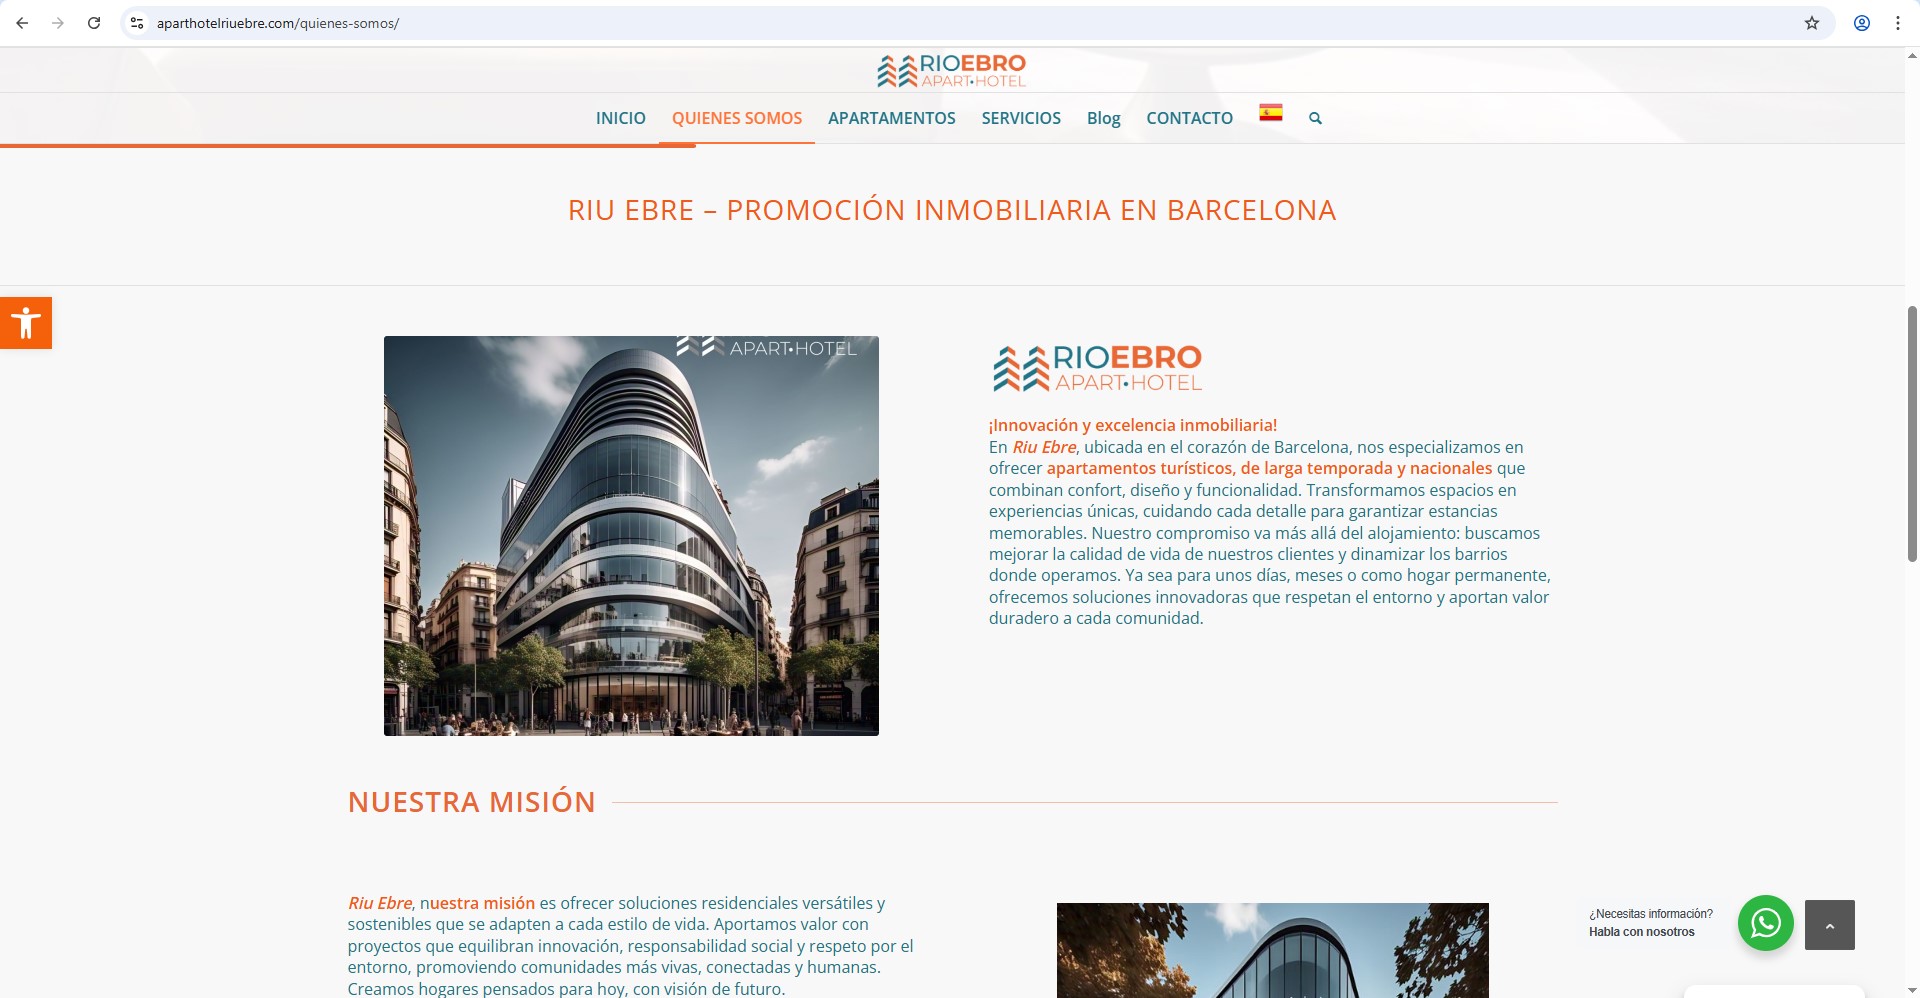 aparthotelriuebre.com/quienes-somos/
RIOEBRO
APART·HOTEL
INICIO QUIENES SOMOS APARTAMENTOS SERVICIOS Blog CONTACTO
RIU EBRE – PROMOCIÓN INMOBILIARIA EN BARCELONA
APART·HOTEL
RIOEBRO
APART·HOTEL
¡Innovación y excelencia inmobiliaria!
En Riu Ebre, ubicada en el corazón de Barcelona, nos especializamos en
ofrecer apartamentos turísticos, de larga temporada y nacionales que
combinan confort, diseño y funcionalidad. Transformamos espacios en
experiencias únicas, cuidando cada detalle para garantizar estancias
memorables. Nuestro compromiso va más allá del alojamiento: buscamos
mejorar la calidad de vida de nuestros clientes y dinamizar los barrios
donde operamos. Ya sea para unos días, meses o como hogar permanente,
ofrecemos soluciones innovadoras que respetan el entorno y aportan valor
duradero a cada comunidad.
NUESTRA MISIÓN
Riu Ebre, nuestra misión es ofrecer soluciones residenciales versátiles y
sostenibles que se adapten a cada estilo de vida. Aportamos valor con
proyectos que equilibran innovación, responsabilidad social y respeto por el
entorno, promoviendo comunidades más vivas, conectadas y humanas.
Creamos hogares pensados para hoy, con visión de futuro.
¿Necesitas información?
Habla con nosotros